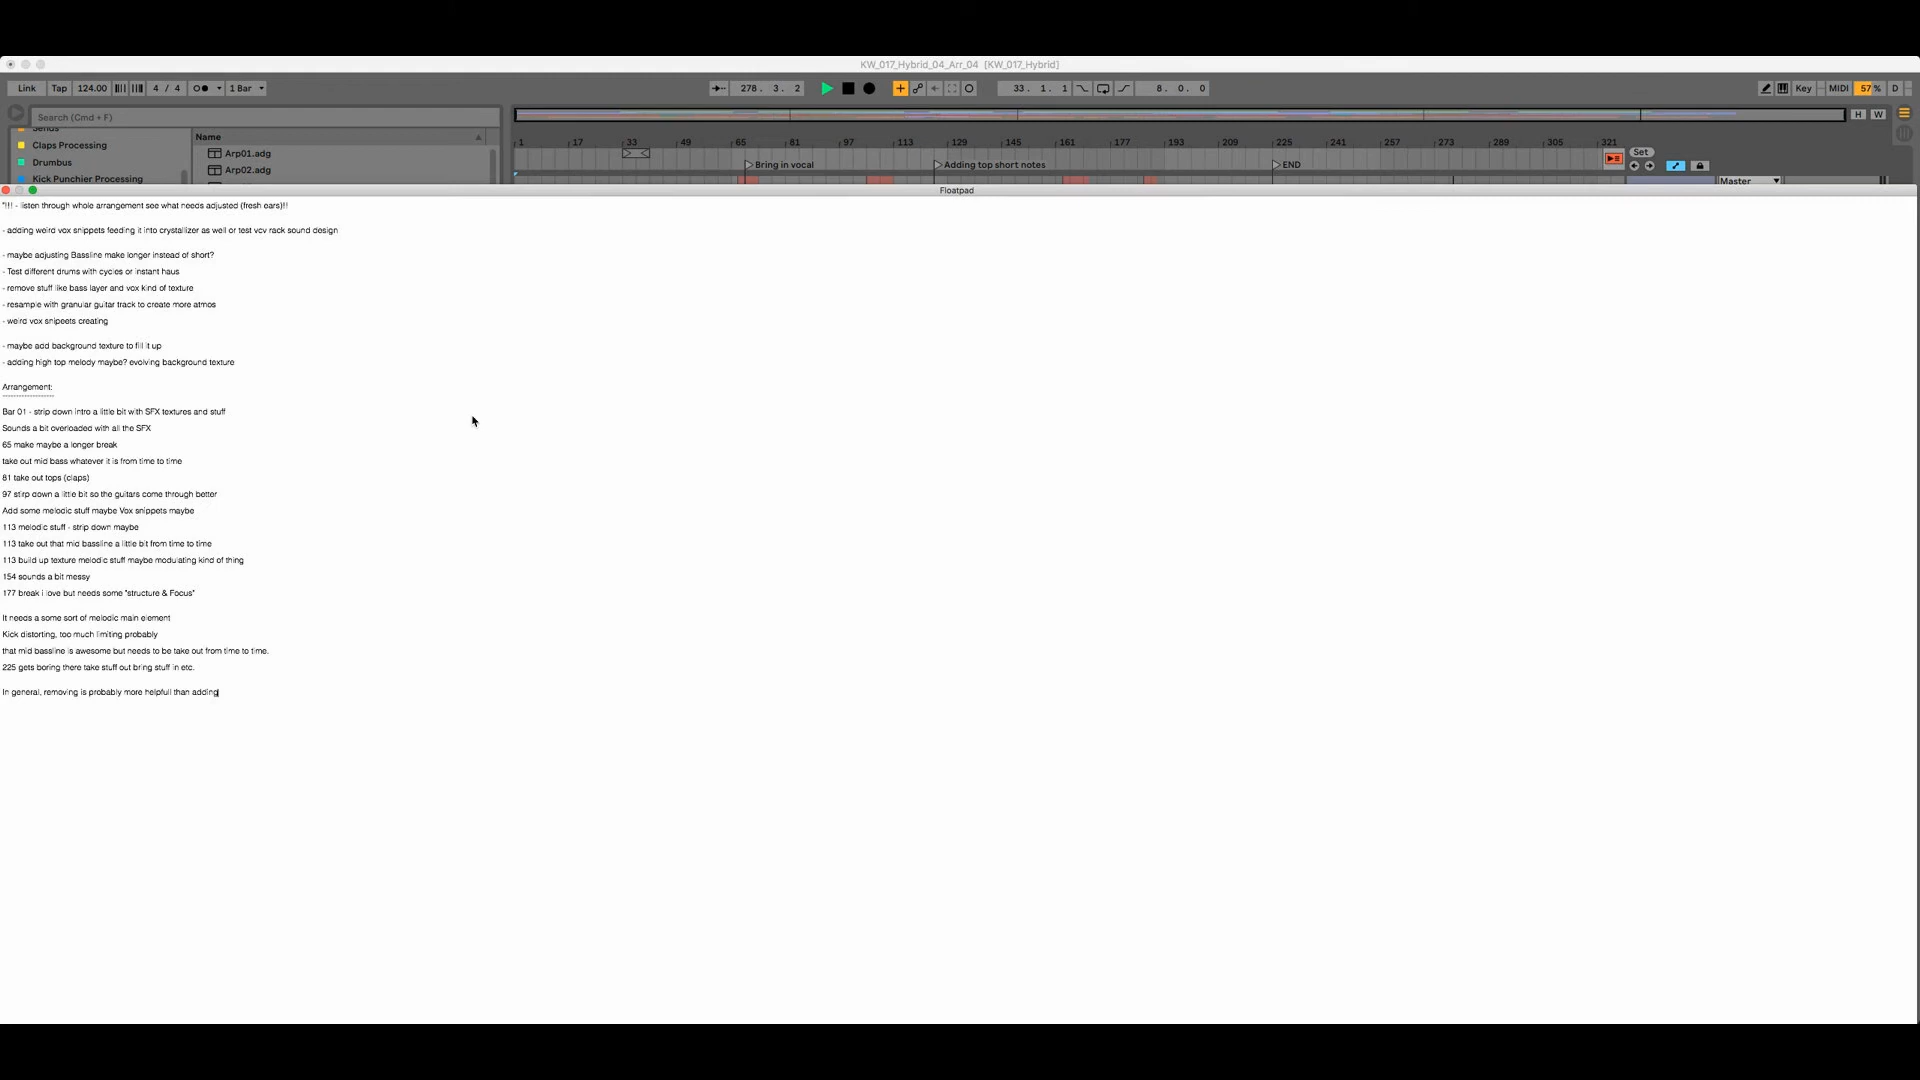 KW_017_Hybrid_04_Arr_04 [KW_017_Hybrid]
Link Tap 124.00 4 / 4 1 Bar 278. 3. 2 33. 1. 1 8. 0. 0 Key MIDI 57 % D
Search (Cmd + F)
H W
Sends
Claps Processing
Drumbus
Kick Punchier Processing
Name
Arp01.adg
Arp02.adg
1 17 33 49 65 81 97 113 129 145 161 177 193 209 225 241 257 273 289 305 321
Bring in vocal Adding top short notes END
Set
Master
Floatpad
"!!! - listen through whole arrangement see what needs adjusted (fresh ears)!!
- adding weird vox snippets feeding it into crystallizer as well or test vcv rack sound design
- maybe adjusting Bassline make longer instead of short?
- Test different drums with cycles or instant haus
- remove stuff like bass layer and vox kind of texture
- resample with granular guitar track to create more atmos
- weird vox snipeets creating
- maybe add background texture to fill it up
- adding high top melody maybe? evolving background texture
Arrangement:
-------------------
Bar 01 - strip down intro a little bit with SFX textures and stuff
Sounds a bit overloaded with all the SFX
65 make maybe a longer break
take out mid bass whatever it is from time to time
81 take out tops (claps)
97 stirp down a little bit so the guitars come through better
Add some melodic stuff maybe Vox snippets maybe
113 melodic stuff - strip down maybe
113 take out that mid bassline a little bit from time to time
113 build up texture melodic stuff maybe modulating kind of thing
154 sounds a bit messy
177 break i love but needs some "structure & Focus"
It needs a some sort of melodic main element
Kick distorting, too much limiting probably
that mid bassline is awesome but needs to be take out from time to time.
225 gets boring there take stuff out bring stuff in etc.
In general, removing is probably more helpfull than adding